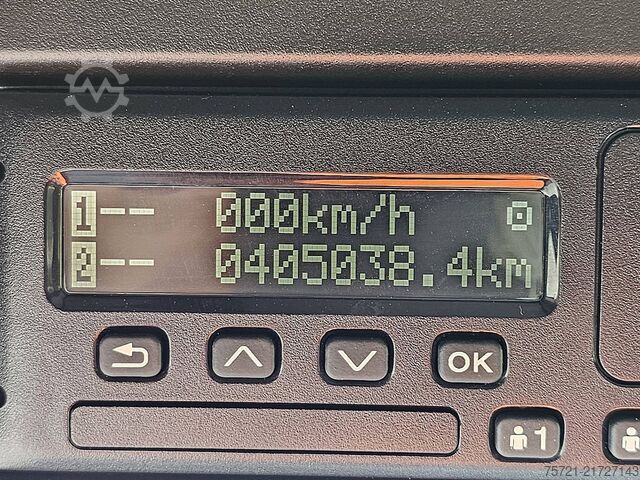 1-- 000km/h
2-- 0405038.4km
OK
1
75721-21727143